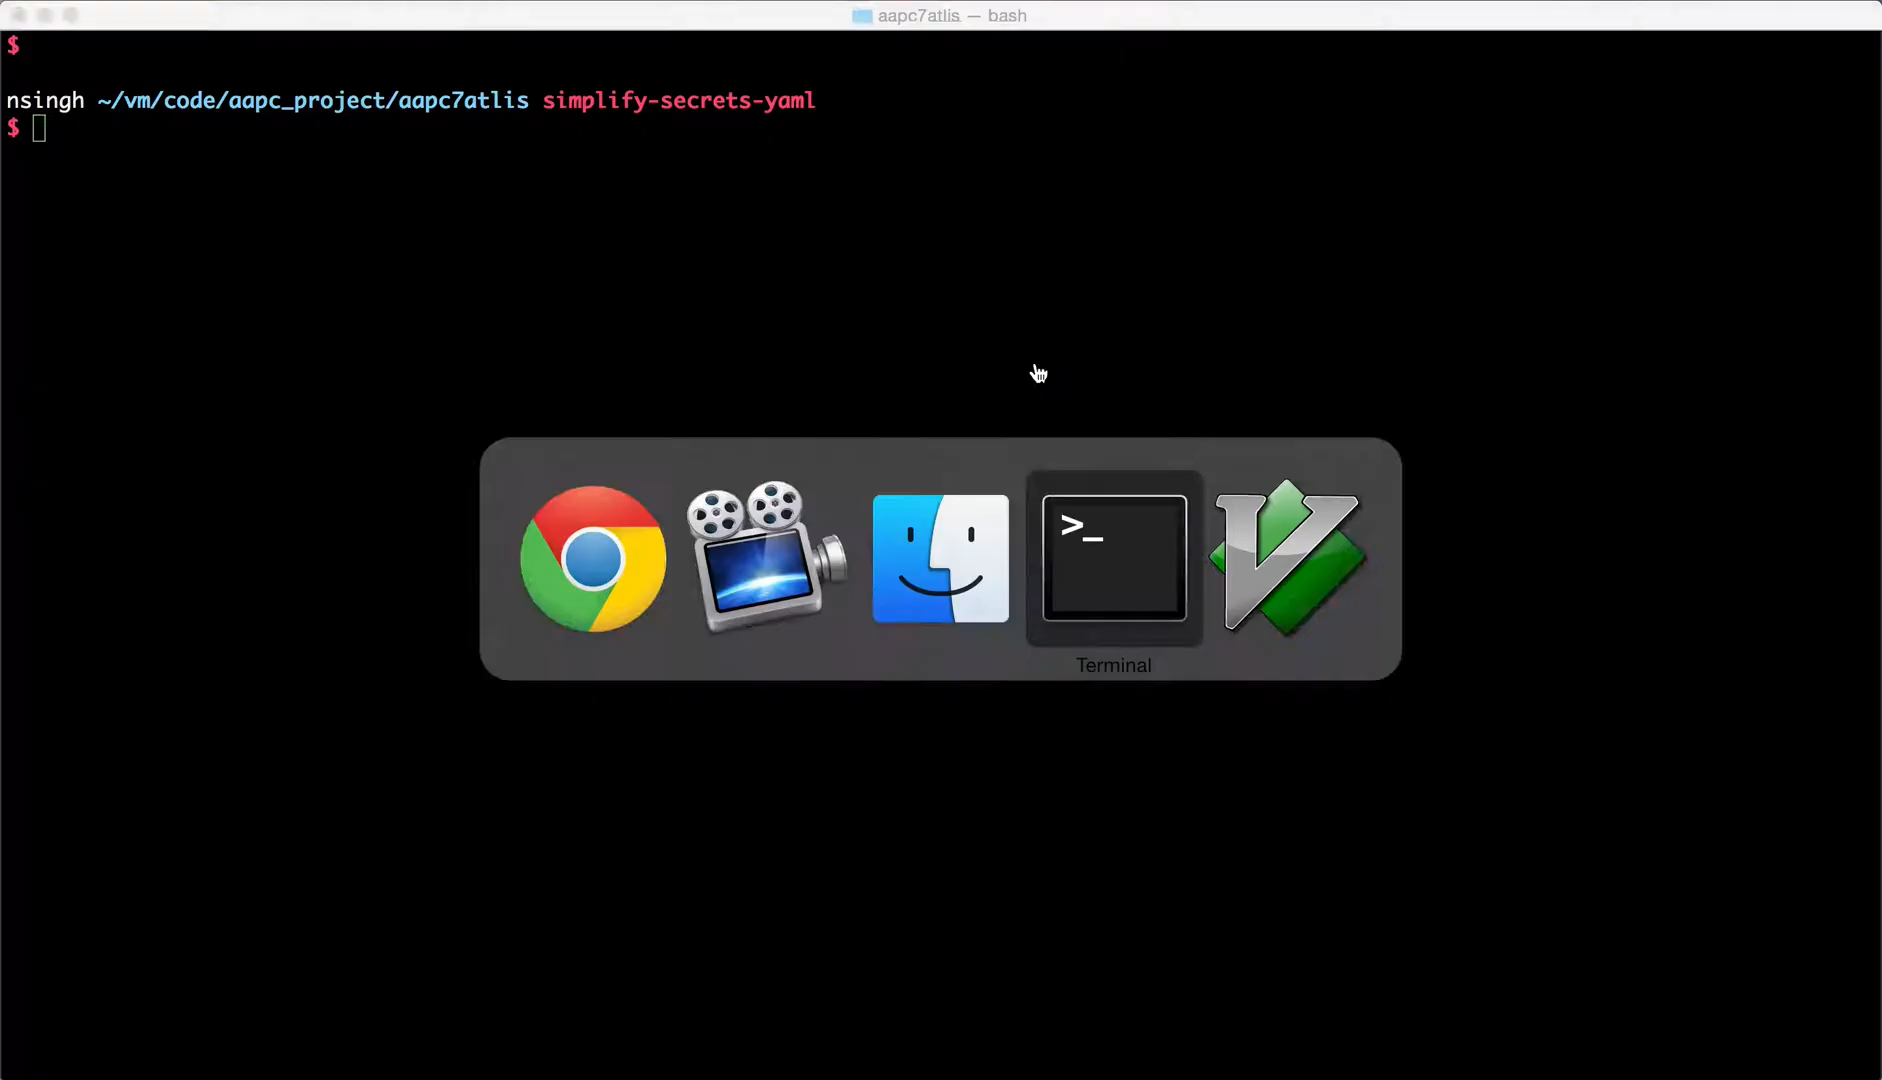 aapc7atlis — bash
$
nsingh ~/vm/code/aapc_project/aapc7atlis simplify-secrets-yaml
$
>_
Terminal